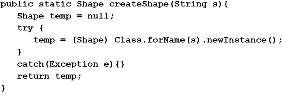 public static Shape createShape(String s){
Shape temp = null;
try {
temp = (Shape) Class.forName(s).newInstance();
}
catch(Exception e){}
return temp;
}